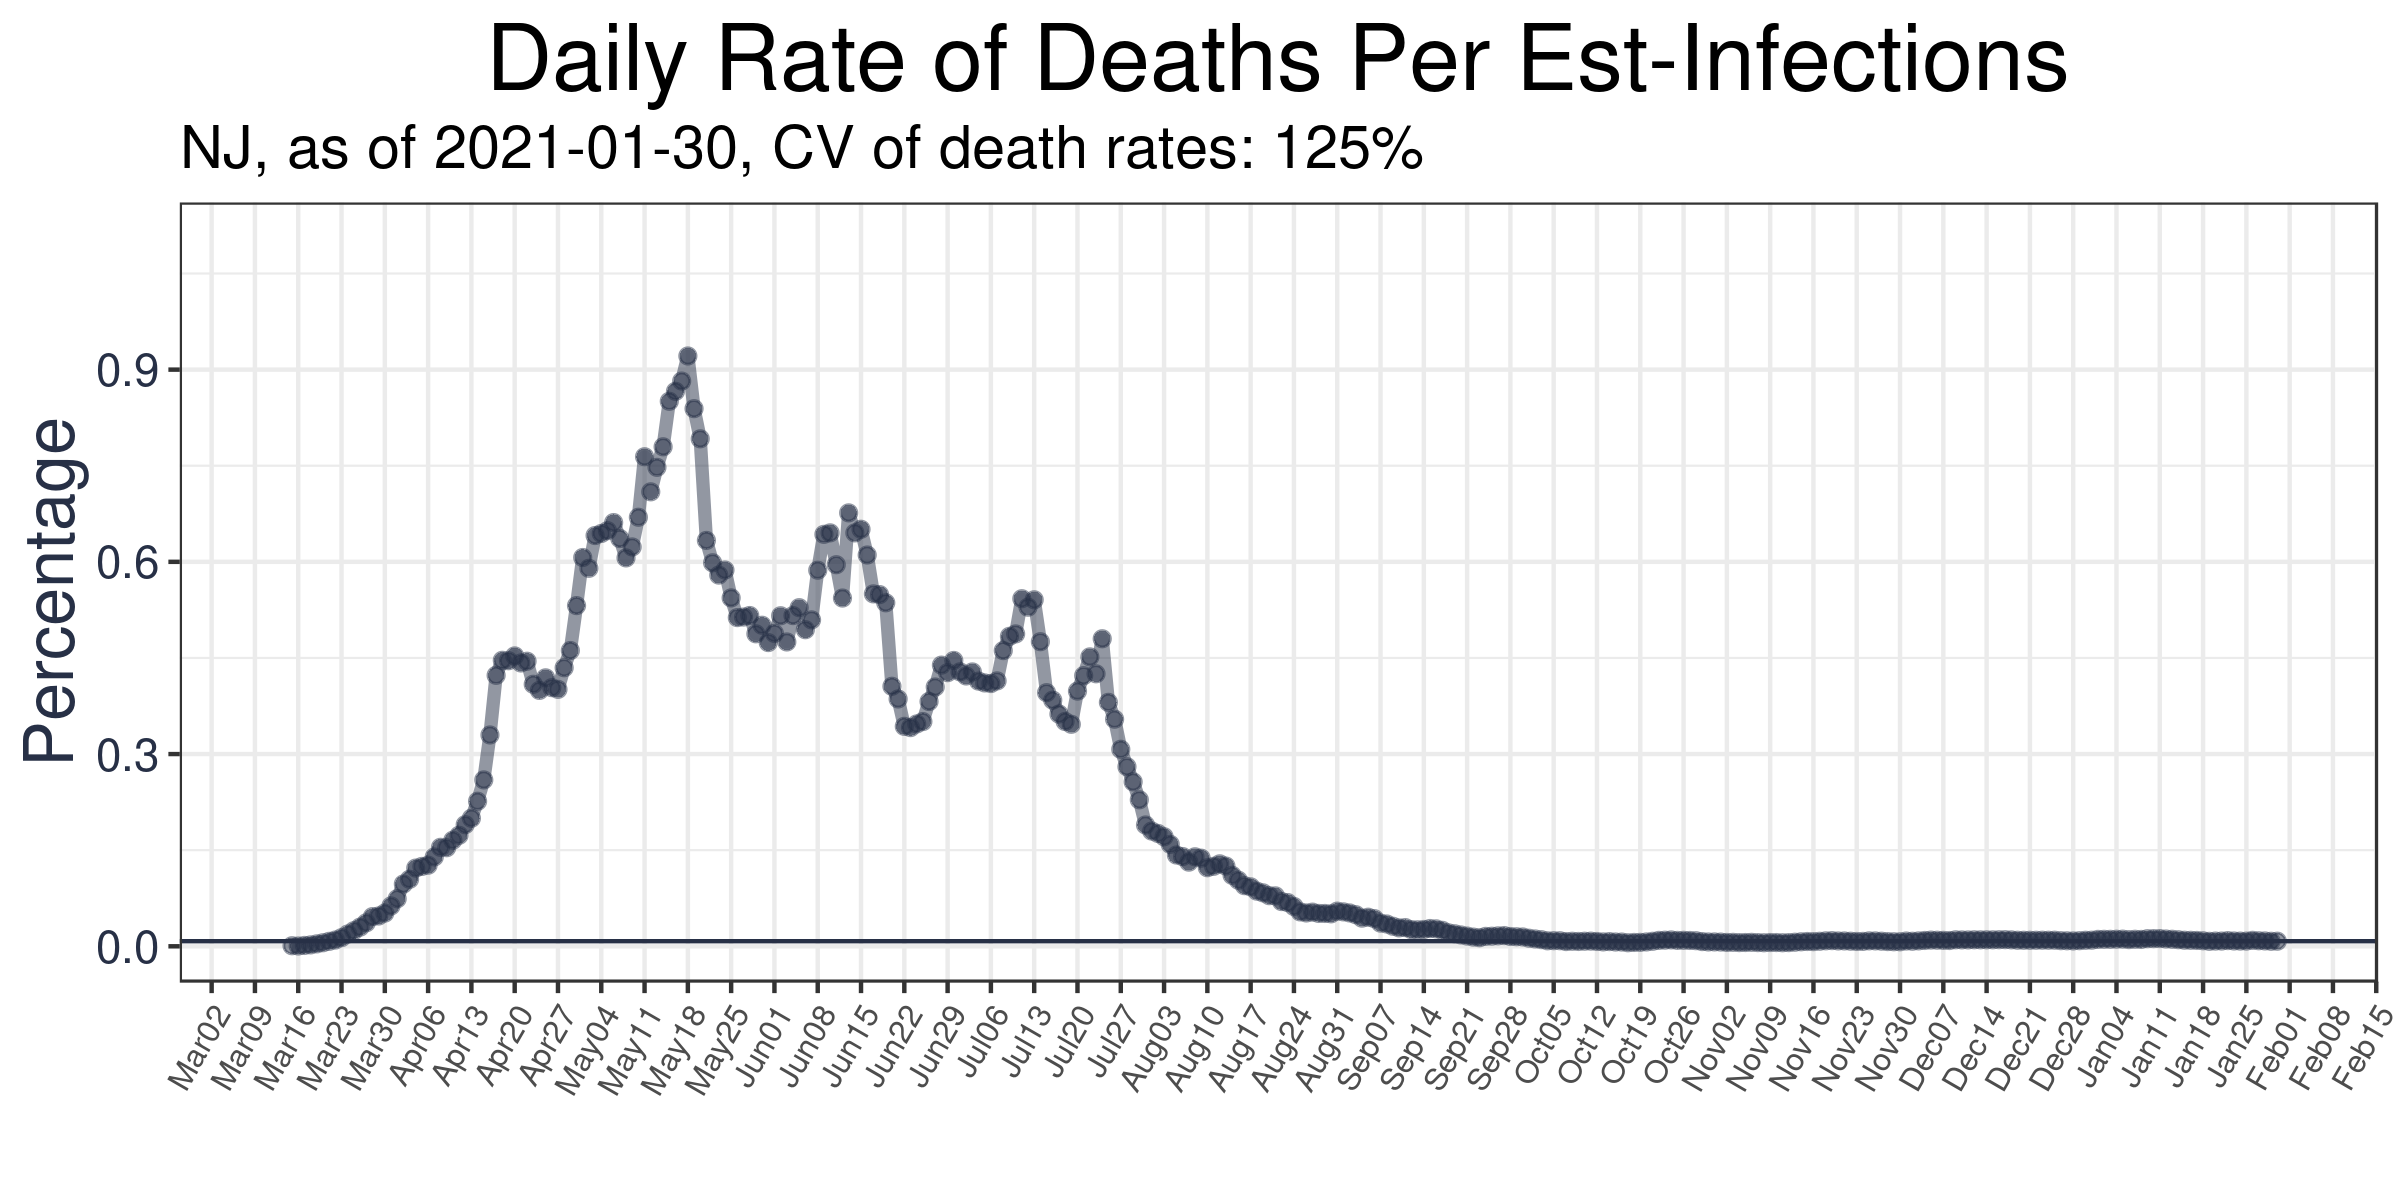 Daily Rate of Deaths Per Est-Infections
NJ, as of 2021-01-30, CV of death rates: 125%
Percentage
0.9
0.6
0.3
0.0
Mar02
Mar09
Mar16
Mar23
Mar30
Apr06
Apr13
Apr20
Apr27
May04
May11
May18
May25
Jun01
Jun08
Jun15
Jun22
Jun29
Jul06
Jul13
Jul20
Jul27
Aug03
Aug10
Aug17
Aug24
Aug31
Sep07
Sep14
Sep21
Sep28
Oct05
Oct12
Oct19
Oct26
Nov02
Nov09
Nov16
Nov23
Nov30
Dec07
Dec14
Dec21
Dec28
Jan04
Jan11
Jan18
Jan25
Feb01
Feb08
Feb15